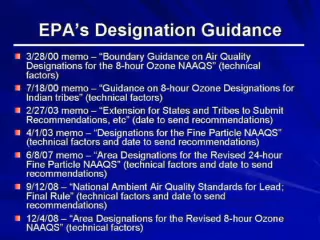 EPA's Designation Guidance
3/28/00 memo – "Boundary Guidance on Air Quality
Designations for the 8-hour Ozone NAAQS" (technical
factors)
7/18/00 memo – "Guidance on 8-hour Ozone Designations for
Indian tribes" (technical factors)
2/27/03 memo – "Extension for States and Tribes to Submit
Recommendations, etc" (date to send recommendations)
4/1/03 memo – "Designations for the Fine Particle NAAQS"
(technical factors and date to send recommendations)
6/8/07 memo – "Area Designations for the Revised 24-hour
Fine Particle NAAQS" (technical factors and date to send
recommendations)
9/12/08 – "National Ambient Air Quality Standards for Lead;
Final Rule" (technical factors and date to send
recommendations)
12/4/08 – "Area Designations for the Revised 8-hour Ozone
NAAQS" (technical factors)